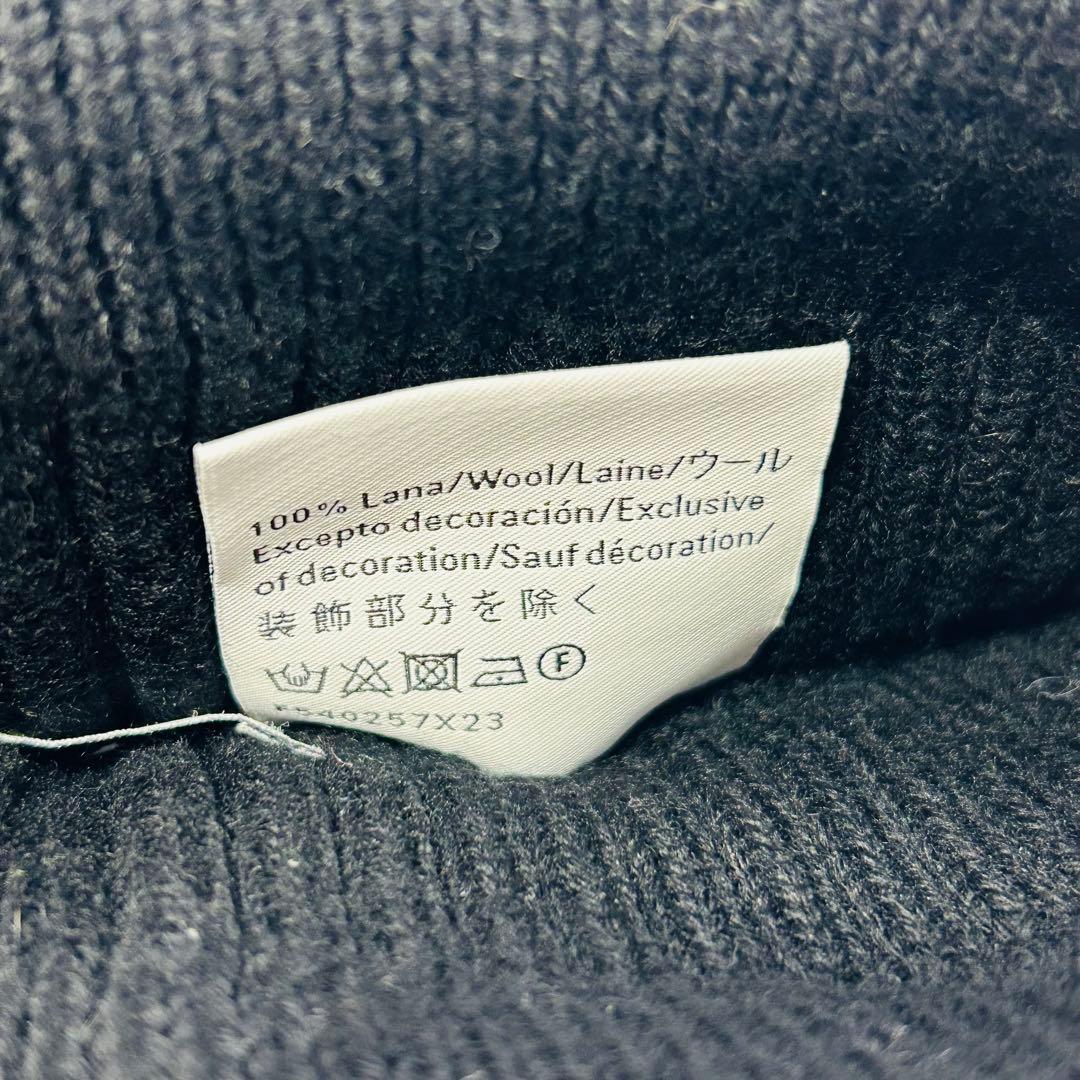 100% Lana/Wool/Laine/ウール
Excepto decoración/Exclusive
of decoration/Sauf décoration/
装飾部分を除く
F